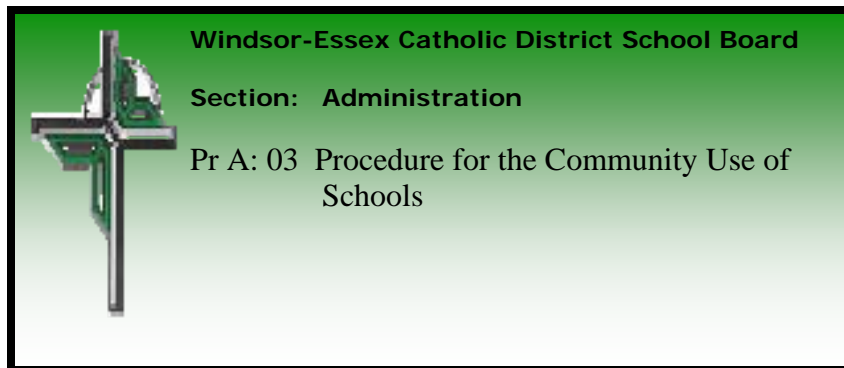 Windsor-Essex Catholic District School Board
Section: Administration
Pr A: 03 Procedure for the Community Use of
Schools